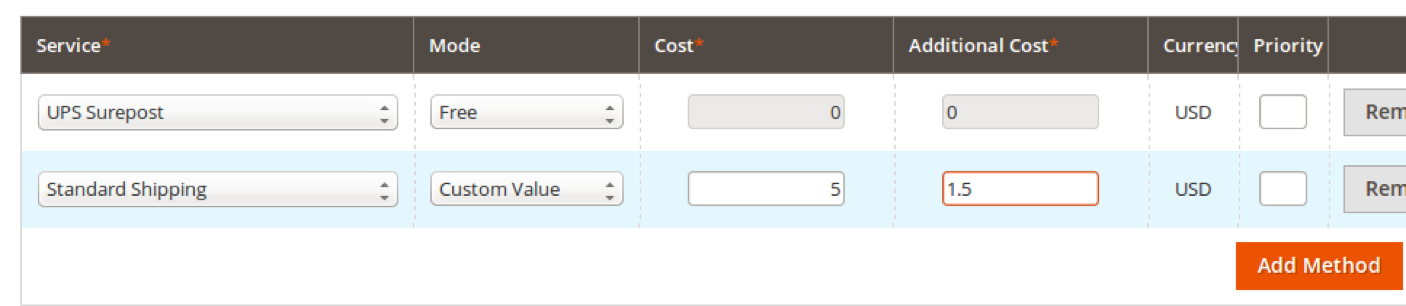 Service* Mode Cost* Additional Cost* Currency Priority
UPS Surepost Free 0 0 USD Rem
Standard Shipping Custom Value 5 1.5 USD Rem
Add Method